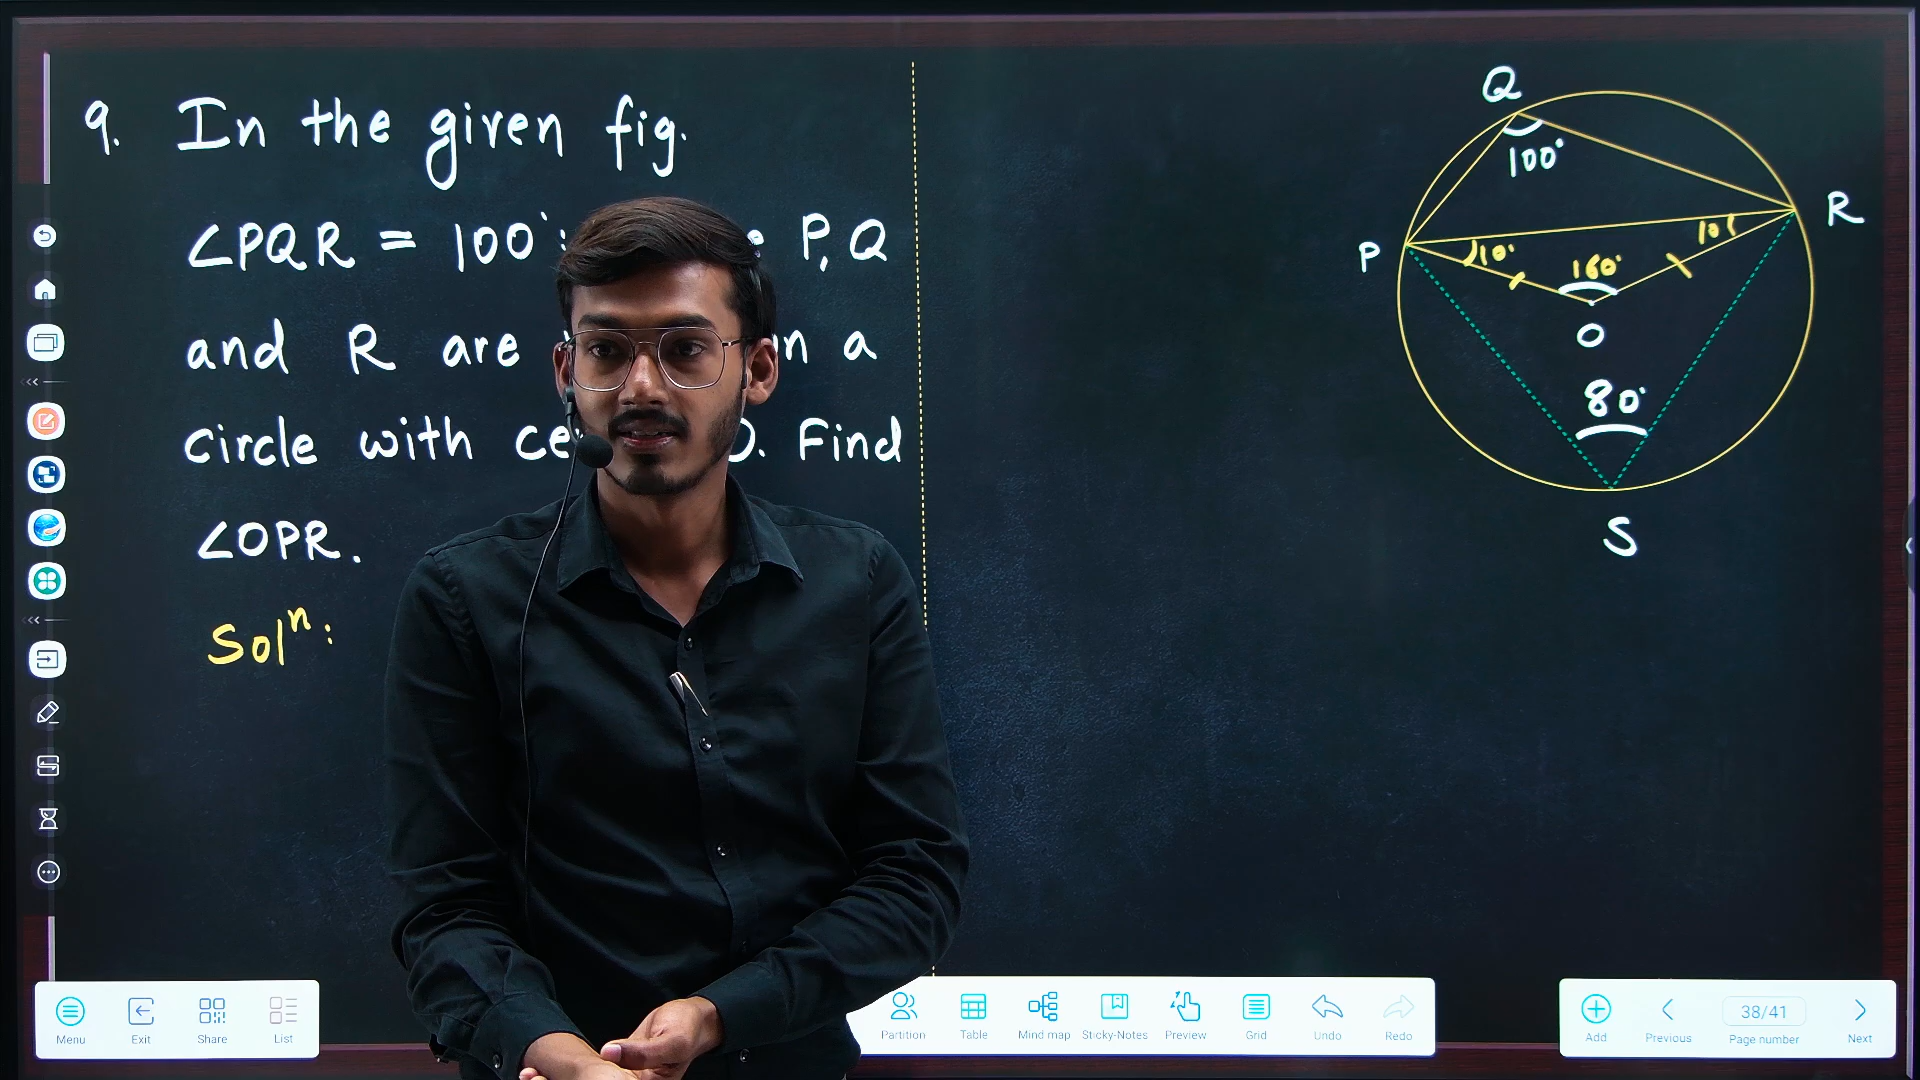 9. In the given fig.
∠PQR = 100° P, Q
and R are a
circle with O. Find
∠OPR.
Solⁿ:
Q
100°
R
P
10°
10
160°
O
80°
S
Menu
Exit
Share
List
Partition
Table
Mind map
Sticky-Notes
Preview
Grid
Undo
Redo
Add
Previous
38/41
Page number
Next